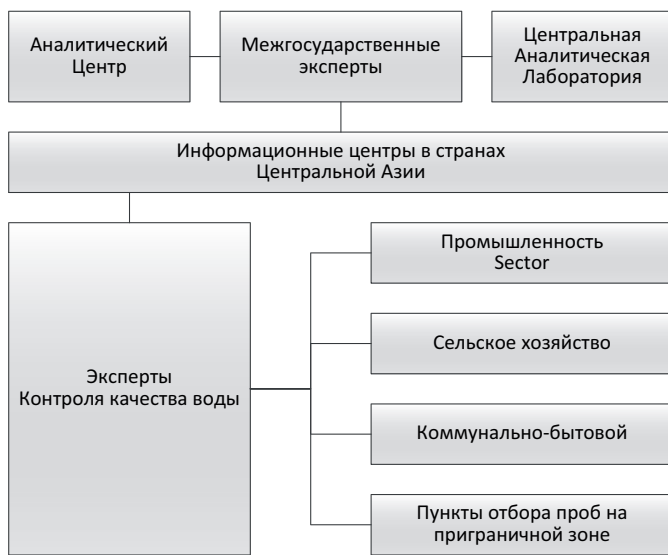 Аналитический
Центр
Межгосударственные
эксперты
Центральная
Аналитическая
Лаборатория
Информационные центры в странах
Центральной Азии
Эксперты
Контроля качества воды
Промышленность
Sector
Сельское хозяйство
Коммунально-бытовой
Пункты отбора проб на
приграничной зоне